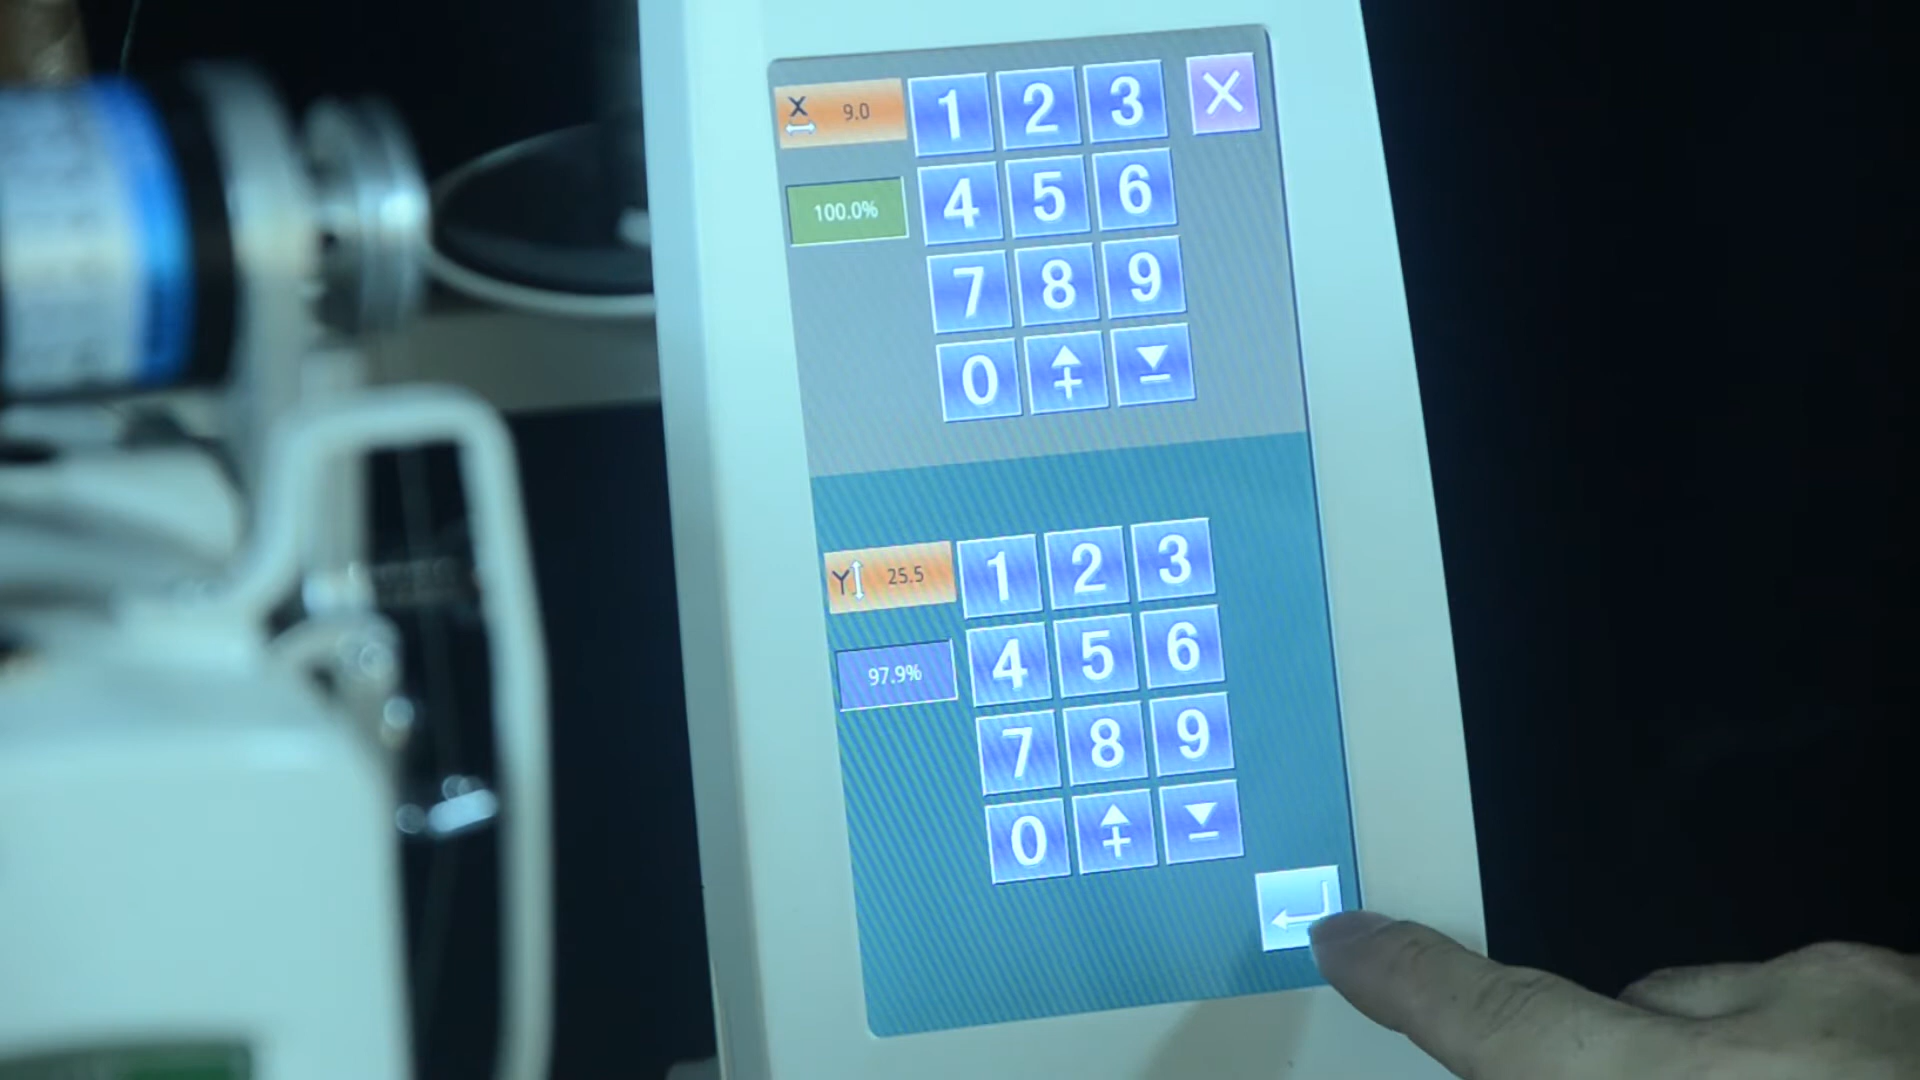 X 9.0 1 2 3 X
100.0% 4 5 6
7 8 9
0 + −
Y 25.5 1 2 3
97.9% 4 5 6
7 8 9
0 + −